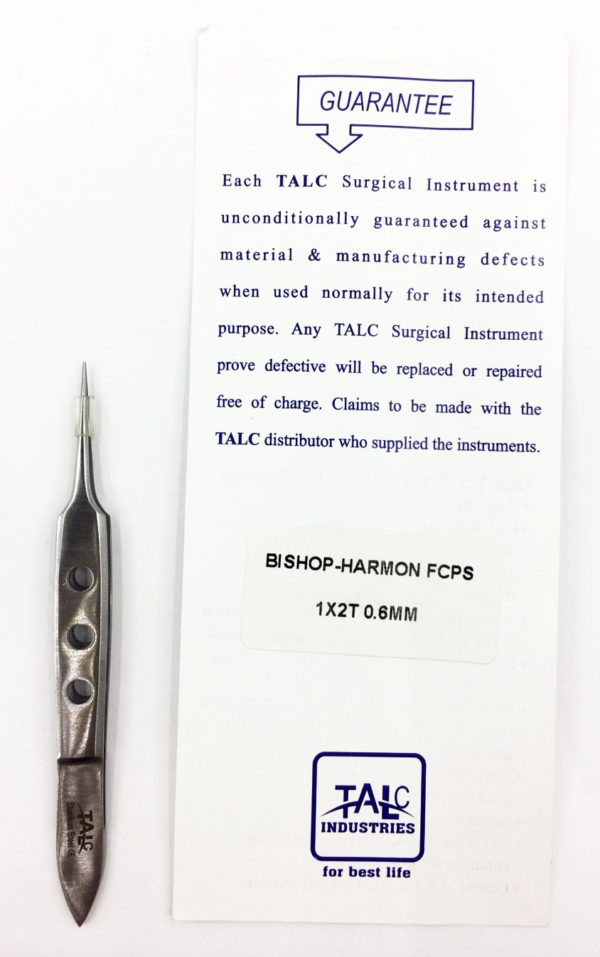 GUARANTEE
Each TALC Surgical Instrument is
unconditionally guaranteed against
material & manufacturing defects
when used normally for its intended
purpose. Any TALC Surgical Instrument
prove defective will be replaced or repaired
free of charge. Claims to be made with the
TALC distributor who supplied the instruments.
BISHOP-HARMON FCPS
1X2T 0.6MM
TALC
INDUSTRIES
for best life
TALC
Stainless Steel